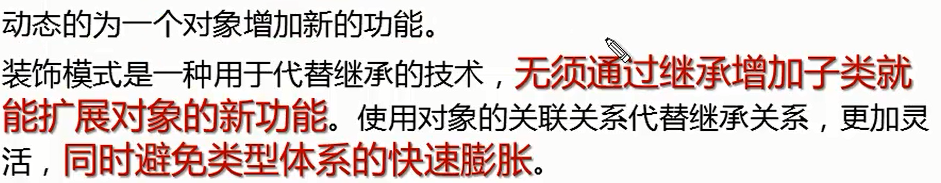 动态的为一个对象增加新的功能。
装饰模式是一种用于代替继承的技术，无须通过继承增加子类就
能扩展对象的新功能。使用对象的关联关系代替继承关系，更加灵
活，同时避免类型体系的快速膨胀。